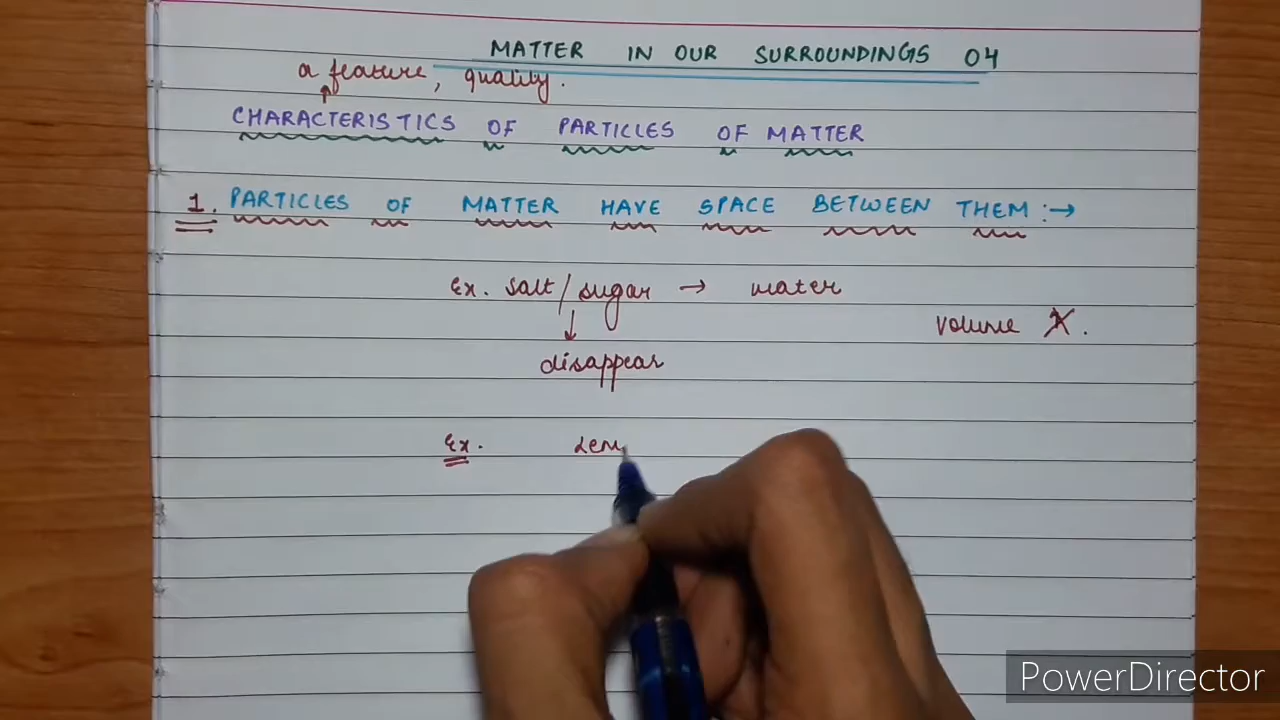 MATTER IN OUR SURROUNDINGS 04
a feature, quality.
CHARACTERISTICS OF PARTICLES OF MATTER
1. PARTICLES OF MATTER HAVE SPACE BETWEEN THEM :→
Ex. salt/sugar → water
volume X.
↓
disappear
Ex. Lem
PowerDirector